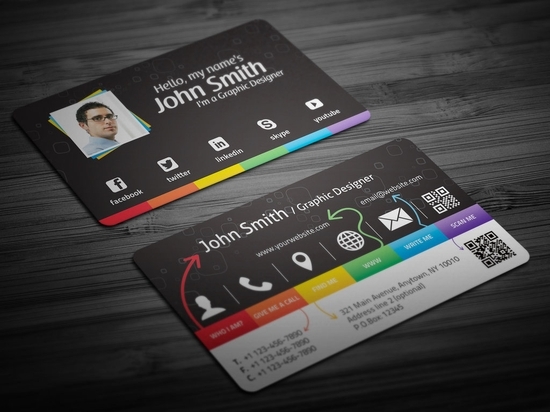 Hello, my name's
John Smith
I'm a Graphic Designer
facebook
twitter
linkedin
skype
youtube
John Smith / Graphic Designer
www.yourwebsite.com
email@website.com
WHO I AM?
GIVE ME A CALL
FIND ME
WWW
WRITE ME
SCAN ME
T. +1 123-456-7890
F. +1 123-456-7890
C. +1 123-456-7890
321 Main Avenue, Anytown, NY 10010
Address line 2 (optional)
P.O.Box 12345